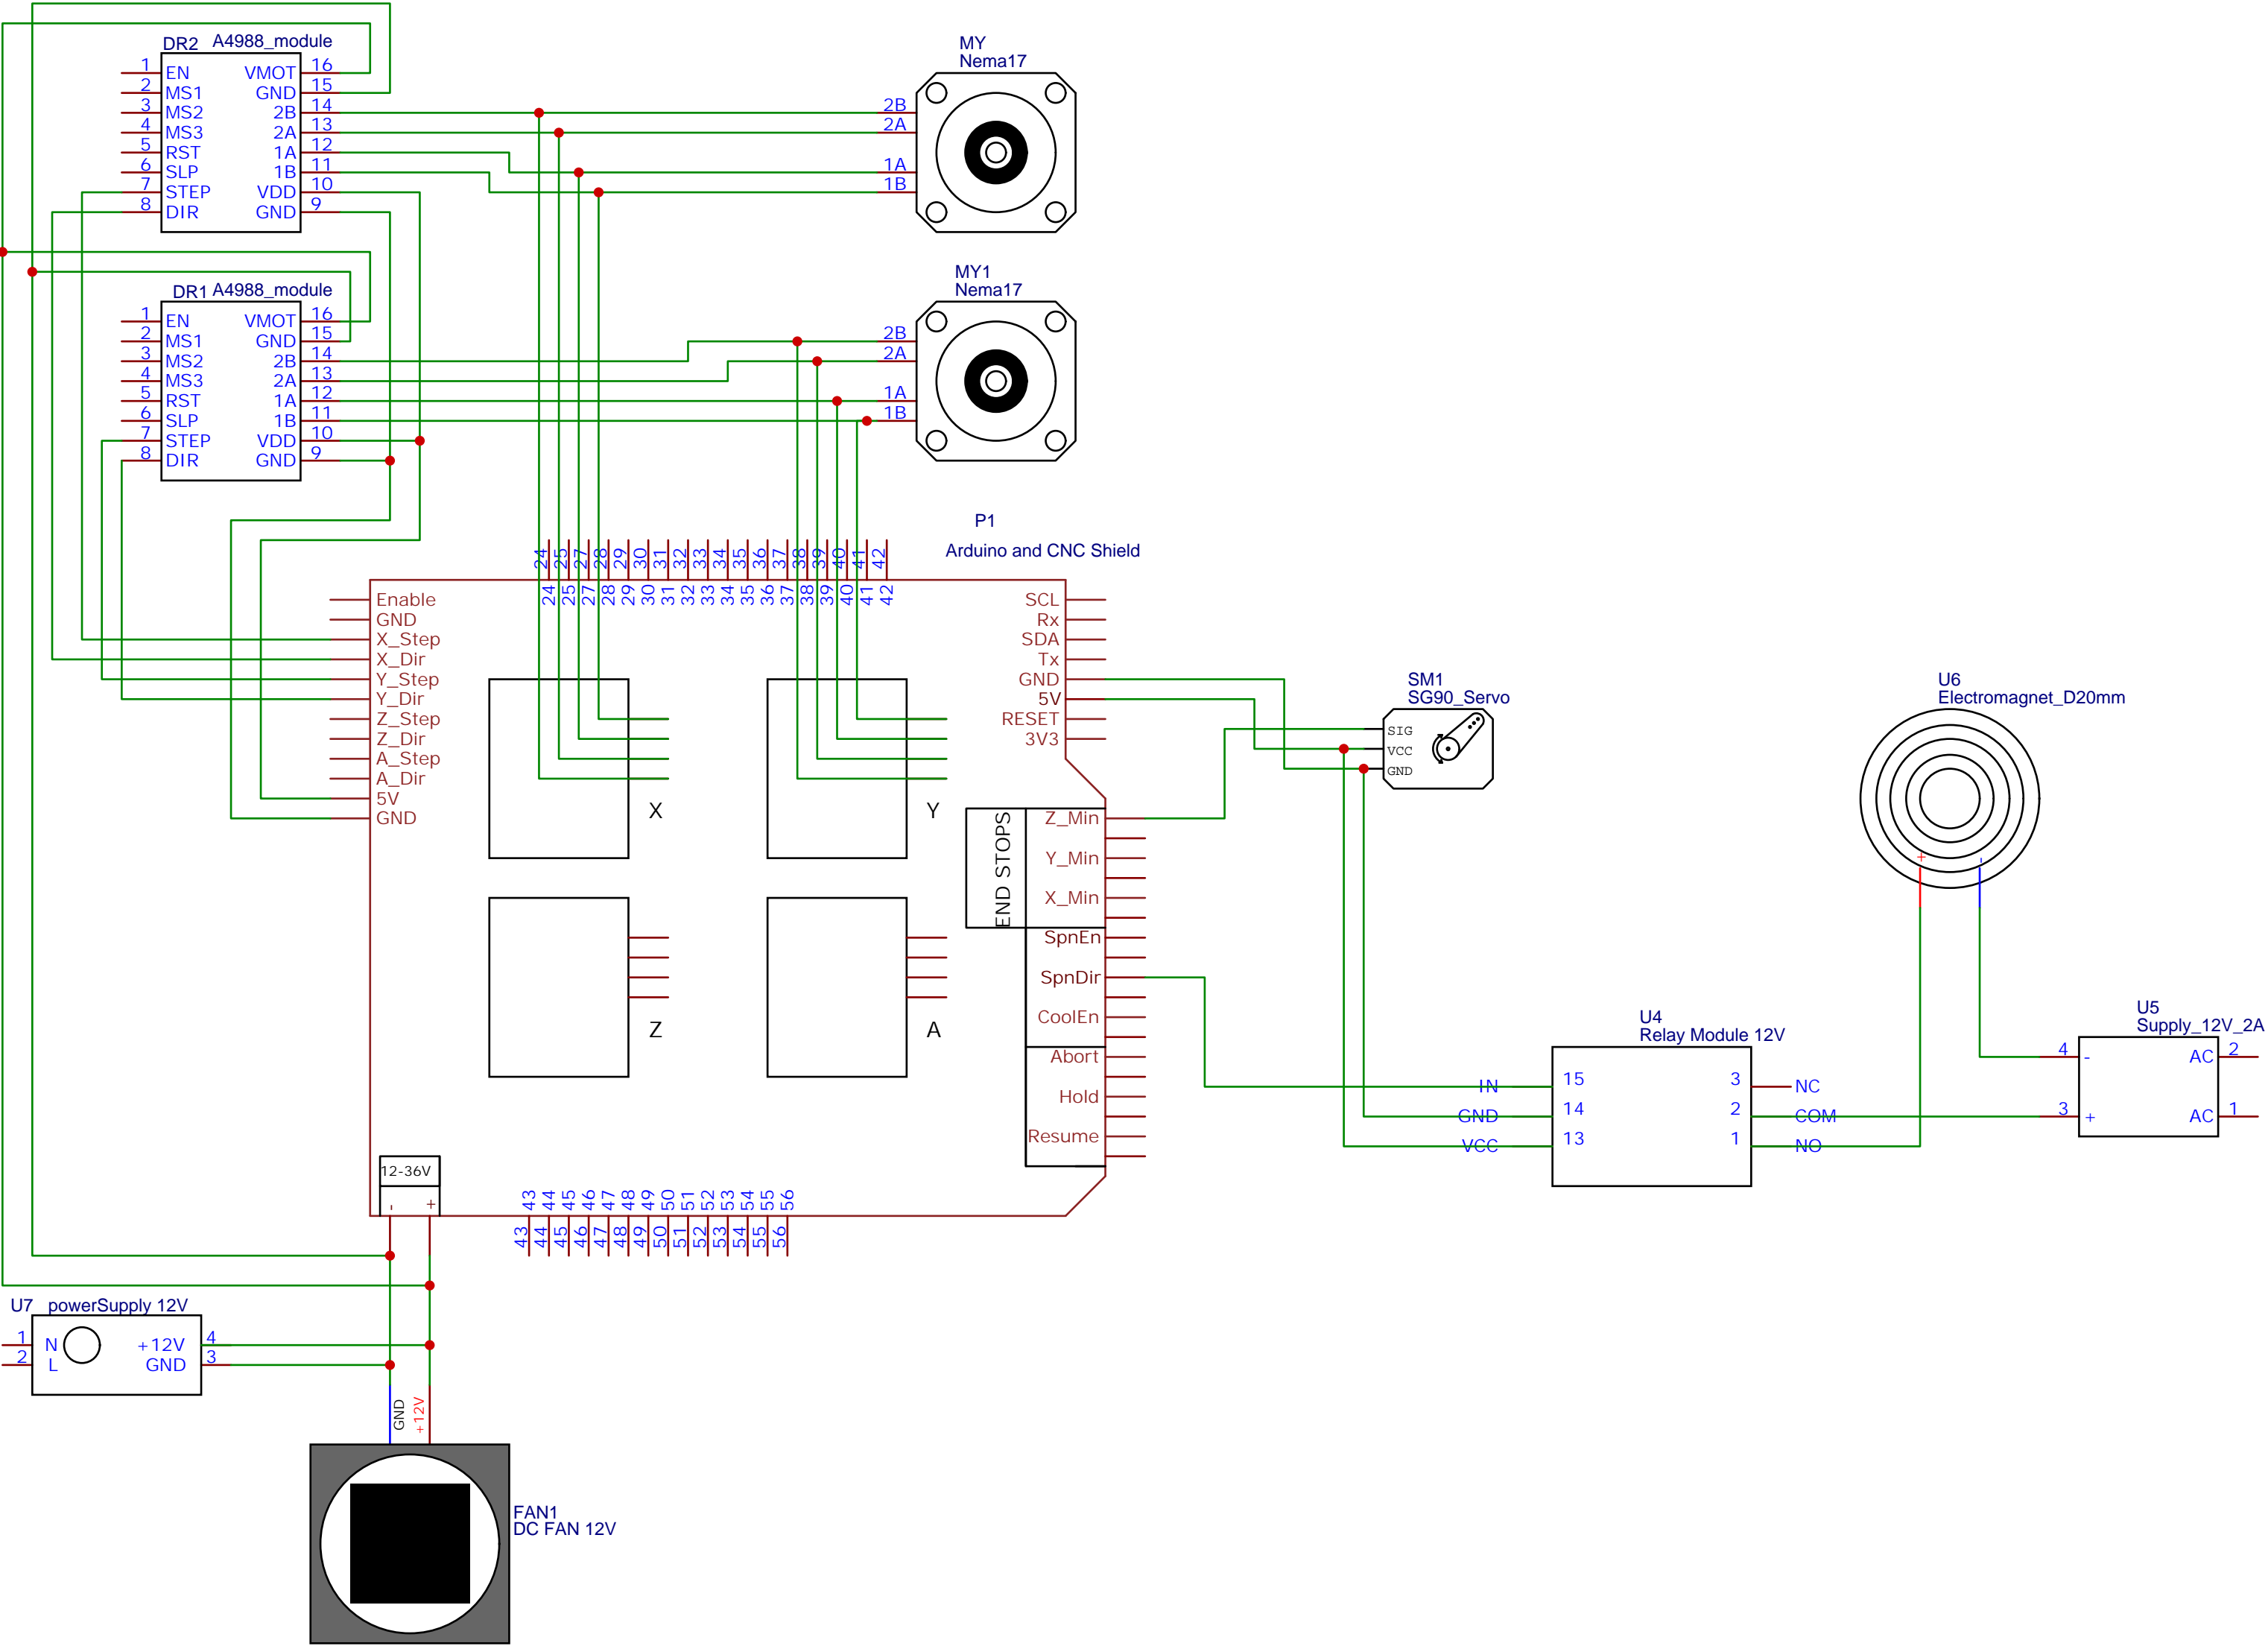 DR2 A4988_module
1 EN VMOT 16
2 MS1 GND 15
3 MS2 2B 14
4 MS3 2A 13
5 RST 1A 12
6 SLP 1B 11
7 STEP VDD 10
8 DIR GND 9
MY
Nema17
2B
2A
1A
1B
DR1 A4988_module
1 EN VMOT 16
2 MS1 GND 15
3 MS2 2B 14
4 MS3 2A 13
5 RST 1A 12
6 SLP 1B 11
7 STEP VDD 10
8 DIR GND 9
MY1
Nema17
2B
2A
1A
1B
P1
Arduino and CNC Shield
24 25 27 28 29 30 31 32 33 34 35 36 37 38 39 40 41 42
24 25 27 28 29 30 31 32 33 34 35 36 37 38 39 40 41 42
Enable
GND
X_Step
X_Dir
Y_Step
Y_Dir
Z_Step
Z_Dir
A_Step
A_Dir
5V
GND
SCL
Rx
SDA
Tx
GND
5V
RESET
3V3
X
Y
Z
A
END STOPS
Z_Min
Y_Min
X_Min
SpnEn
SpnDir
CoolEn
Abort
Hold
Resume
12-36V
- +
43 44 45 46 47 48 49 50 51 52 53 54 55 56
43 44 45 46 47 48 49 50 51 52 53 54 55 56
SM1
SG90_Servo
SIG
VCC
GND
U6
Electromagnet_D20mm
+ -
U4
Relay Module 12V
IN 15 3 NC
GND 14 2 COM
VCC 13 1 NO
U5
Supply_12V_2A
4 - AC 2
3 + AC 1
U7 powerSupply 12V
1 N +12V 4
2 L GND 3
GND
+12V
FAN1
DC FAN 12V